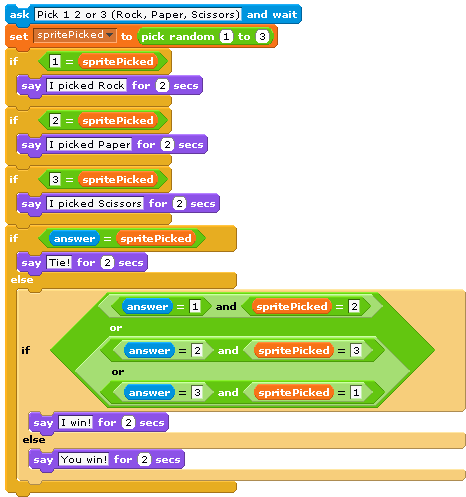 ask Pick 1 2 or 3 (Rock, Paper, Scissors) and wait
set spritePicked to pick random 1 to 3
if 1 = spritePicked
say I picked Rock for 2 secs
if 2 = spritePicked
say I picked Paper for 2 secs
if 3 = spritePicked
say I picked Scissors for 2 secs
if answer = spritePicked
say Tie! for 2 secs
else
answer = 1 and spritePicked = 2
or
if answer = 2 and spritePicked = 3
or
answer = 3 and spritePicked = 1
say I win! for 2 secs
else
say You win! for 2 secs